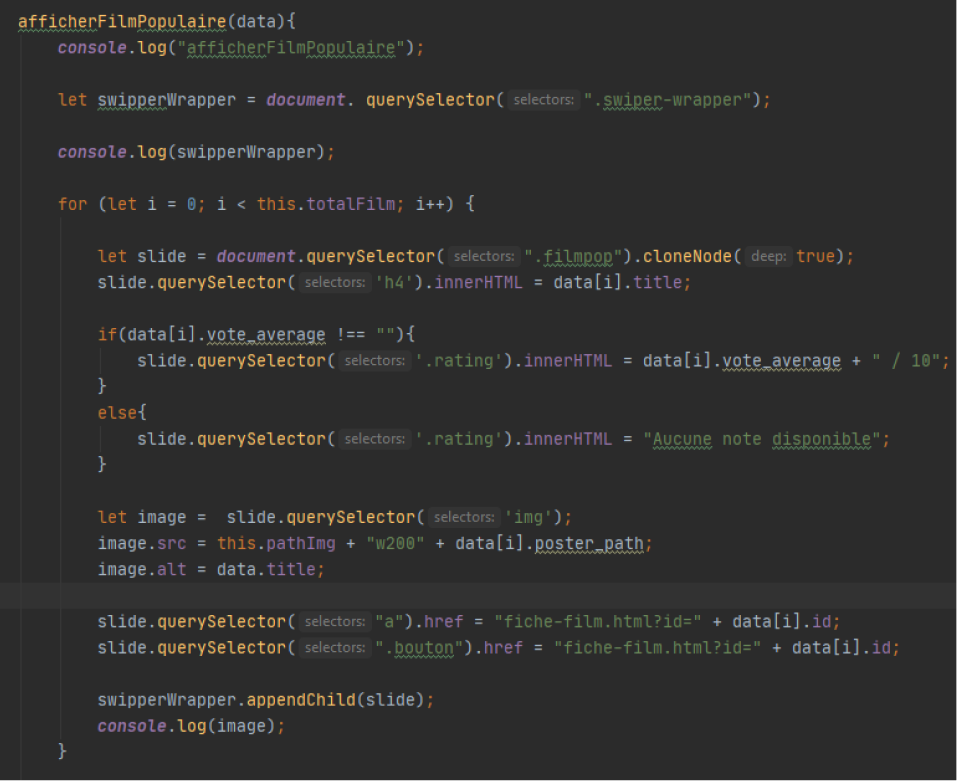 afficherFilmPopulaire(data){
console.log("afficherFilmPopulaire");
let swipperWrapper = document. querySelector( selectors: ".swiper-wrapper");
console.log(swipperWrapper);
for (let i = 0; i < this.totalFilm; i++) {
let slide = document.querySelector( selectors: ".filmpop").cloneNode( deep: true);
slide.querySelector( selectors: 'h4').innerHTML = data[i].title;
if(data[i].vote_average !== ""){
slide.querySelector( selectors: '.rating').innerHTML = data[i].vote_average + " / 10";
}
else{
slide.querySelector( selectors: '.rating').innerHTML = "Aucune note disponible";
}
let image =  slide.querySelector( selectors: 'img');
image.src = this.pathImg + "w200" + data[i].poster_path;
image.alt = data.title;
slide.querySelector( selectors: "a").href = "fiche-film.html?id=" + data[i].id;
slide.querySelector( selectors: ".bouton").href = "fiche-film.html?id=" + data[i].id;
swipperWrapper.appendChild(slide);
console.log(image);
}